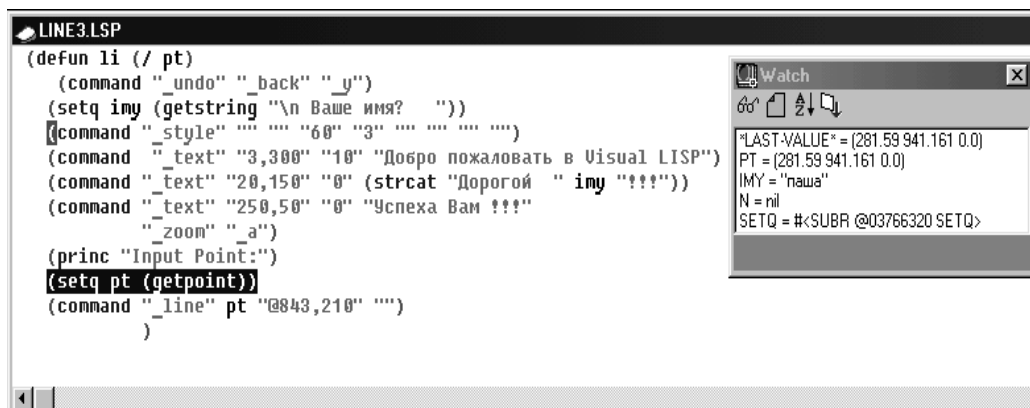 LINE3.LSP
(defun li (/ pt)
(command "_undo" "_back" "_y")
(setq imy (getstring "\n Ваше имя?   "))
(command "_style" "" "" "60" "3" "" "" "" "")
(command "_text" "3,300" "10" "Добро пожаловать в Visual LISP")
(command "_text" "20,150" "0" (strcat "Дорогой  " imy "!!!"))
(command "_text" "250,50" "0" "Успеха Вам !!!"
"_zoom" "_a")
(princ "Input Point:")
(setq pt (getpoint))
(command "_line" pt "@843,210" "")
)
Watch
*LAST-VALUE* = (281.59 941.161 0.0)
PT = (281.59 941.161 0.0)
IMY = "паша"
N = nil
SETQ = #<SUBR @03766320 SETQ>